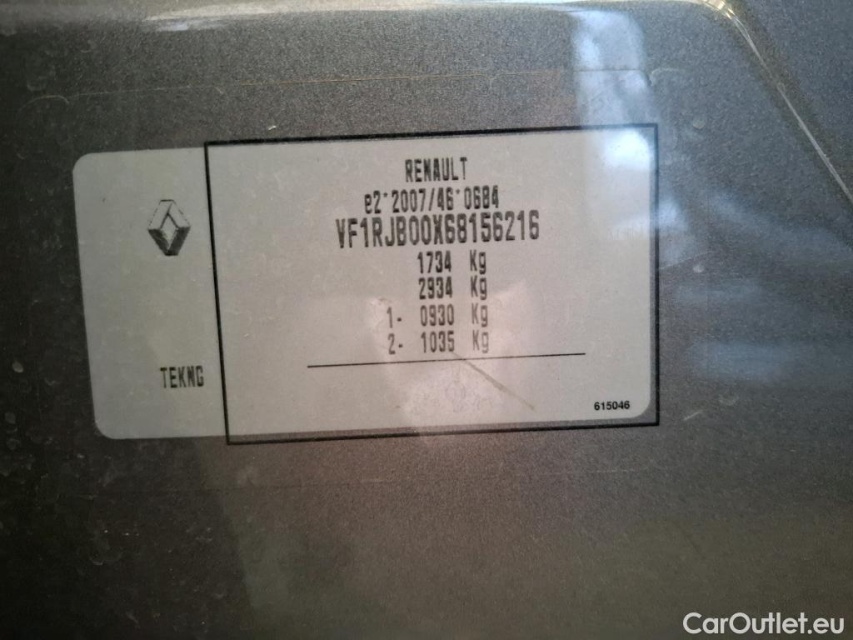 RENAULT
e2*2007/46*0684
VF1RJB00X68156216
1734 Kg
2934 Kg
1- 0930 Kg
2- 1035 Kg
TEKNG
615046
CarOutlet.eu